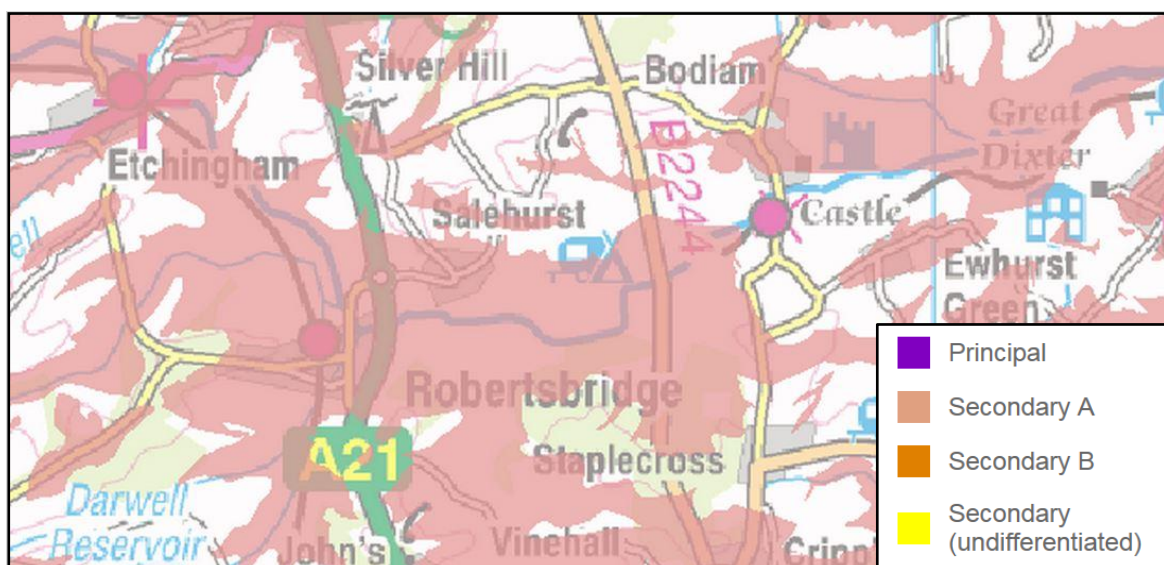 Silver Hill
Bodiam
Great
Dixter
Etchingham
B2244
Salehurst
Castle
Ewhurst
Green
Robertsbridge
A21
Staplecross
Darwell
Reservoir
John's
Vinehall
Principal
Secondary A
Secondary B
Secondary
(undifferentiated)